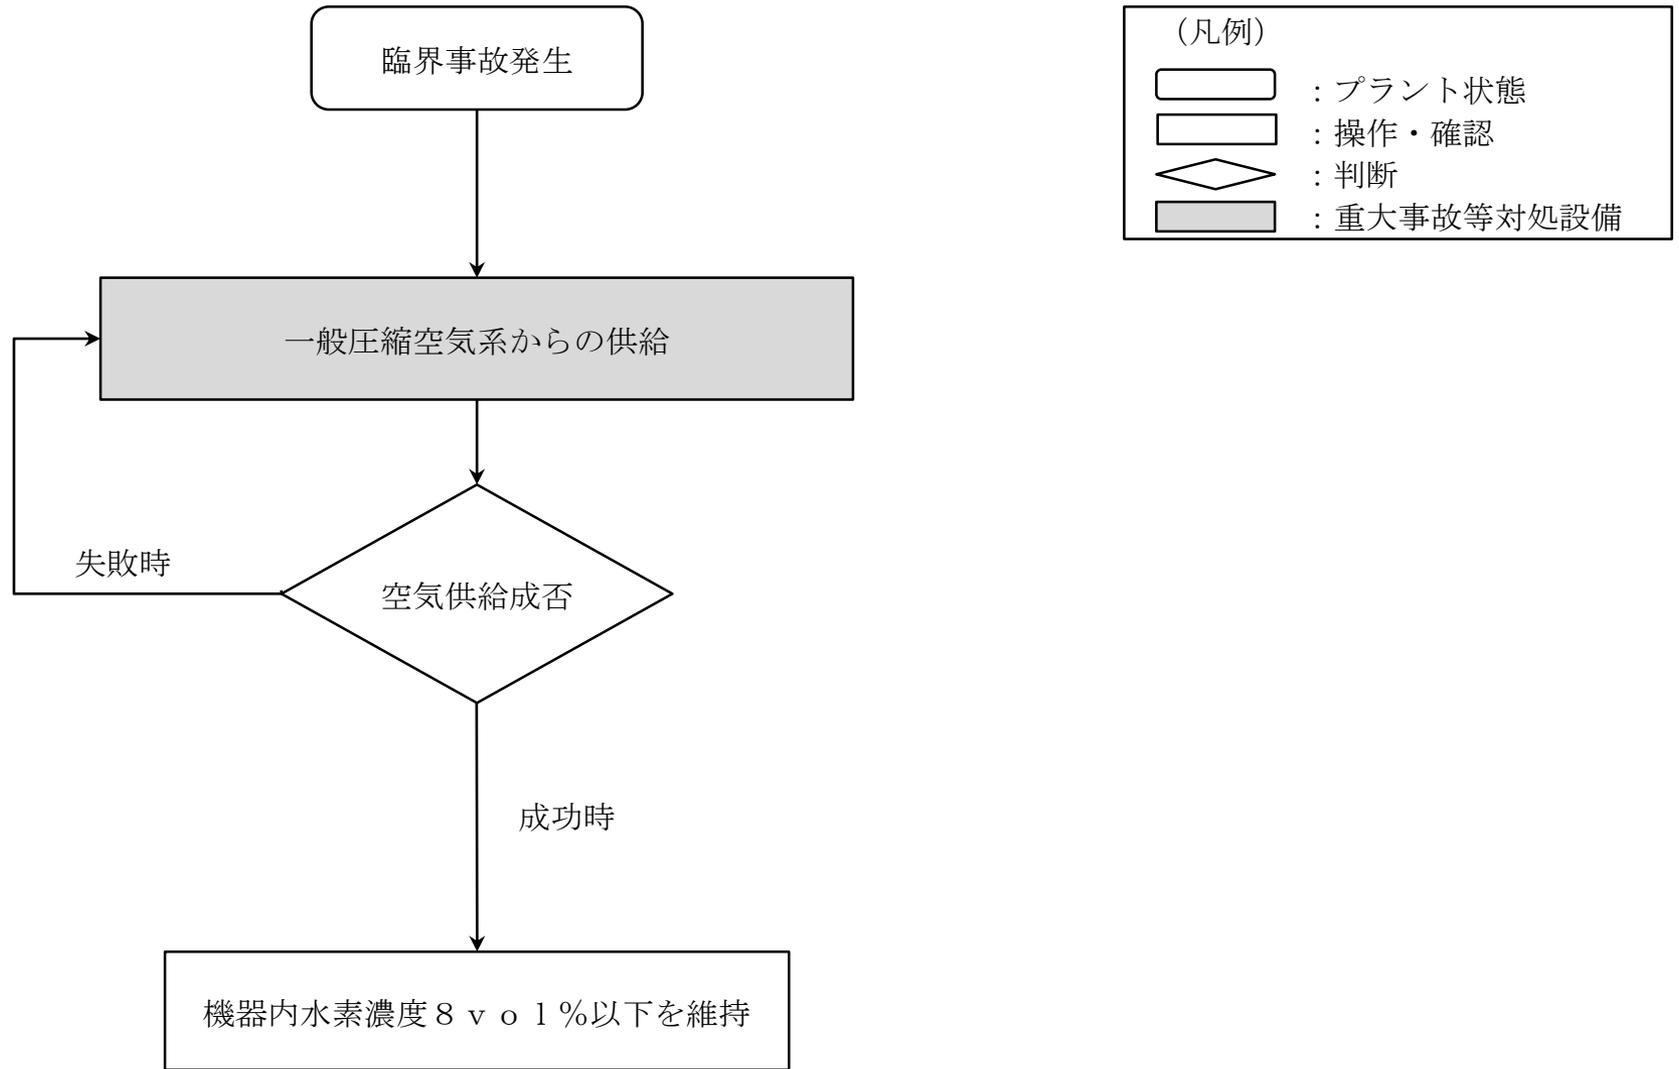 臨界事故発生
一般圧縮空気系からの供給
失敗時
空気供給成否
成功時
機器内水素濃度８ｖｏｌ％以下を維持
（凡例）
：プラント状態
：操作・確認
：判断
：重大事故等対処設備